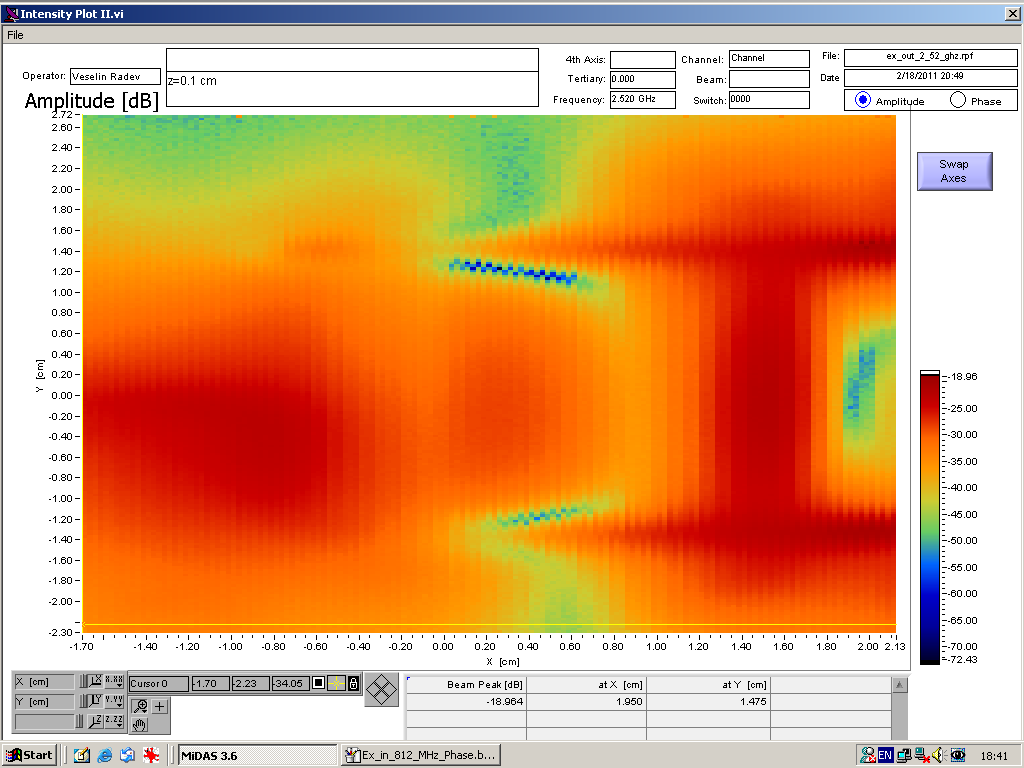 Intensity Plot II.vi
File
Operator: Veselin Radev
z=0.1 cm
4th Axis:
Tertiary: 0.000
Frequency: 2.520 GHz
Channel: Channel
Beam:
Switch: 0000
File: ex_out_2_52_ghz.rpf
Date 2/18/2011 20:49
Amplitude Phase
Amplitude [dB]
Swap
Axes
2.72
2.60
2.40
2.20
2.00
1.80
1.60
1.40
1.20
1.00
0.80
0.60
0.40
0.20
0.00
-0.20
-0.40
-0.60
-0.80
-1.00
-1.20
-1.40
-1.60
-1.80
-2.00
-2.30
Y [cm]
-1.70 -1.40 -1.20 -1.00 -0.80 -0.60 -0.40 -0.20 0.00 0.20 0.40 0.60 0.80 1.00 1.20 1.40 1.60 1.80 2.00 2.13
X [cm]
-18.96
-25.00
-30.00
-35.00
-40.00
-45.00
-50.00
-55.00
-60.00
-65.00
-70.00
-72.43
X [cm] X X.XX
Y [cm] Y Y.YY
Z Z.ZZ
Cursor 0 -1.70 -2.23 -34.05
Beam Peak [dB] at X [cm] at Y [cm]
-18.964 1.950 1.475
Start MiDAS 3.6 Ex_in_812_MHz_Phase.b... EN 18:41